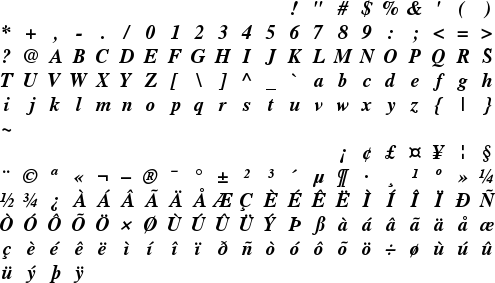 ! " # $ % & ' ( )
* + , - . / 0 1 2 3 4 5 6 7 8 9 : ; < = >
? @ A B C D E F G H I J K L M N O P Q R S
T U V W X Y Z [ \ ] ^ _ ` a b c d e f g h
i j k l m n o p q r s t u v w x y z { | }
~
¡ ¢ £ ¤ ¥ ¦ §
¨ © ª « ¬ – ® ¯ ° ± ² ³ ´ µ ¶ · ¸ ¹ º » ¼
½ ¾ ¿ À Á Â Ã Ä Å Æ Ç È É Ê Ë Ì Í Î Ï Ð Ñ
Ò Ó Ô Õ Ö × Ø Ù Ú Û Ü Ý Þ ß à á â ã ä å æ
ç è é ê ë ì í î ï ð ñ ò ó ô õ ö ÷ ø ù ú û
ü ý þ ÿ